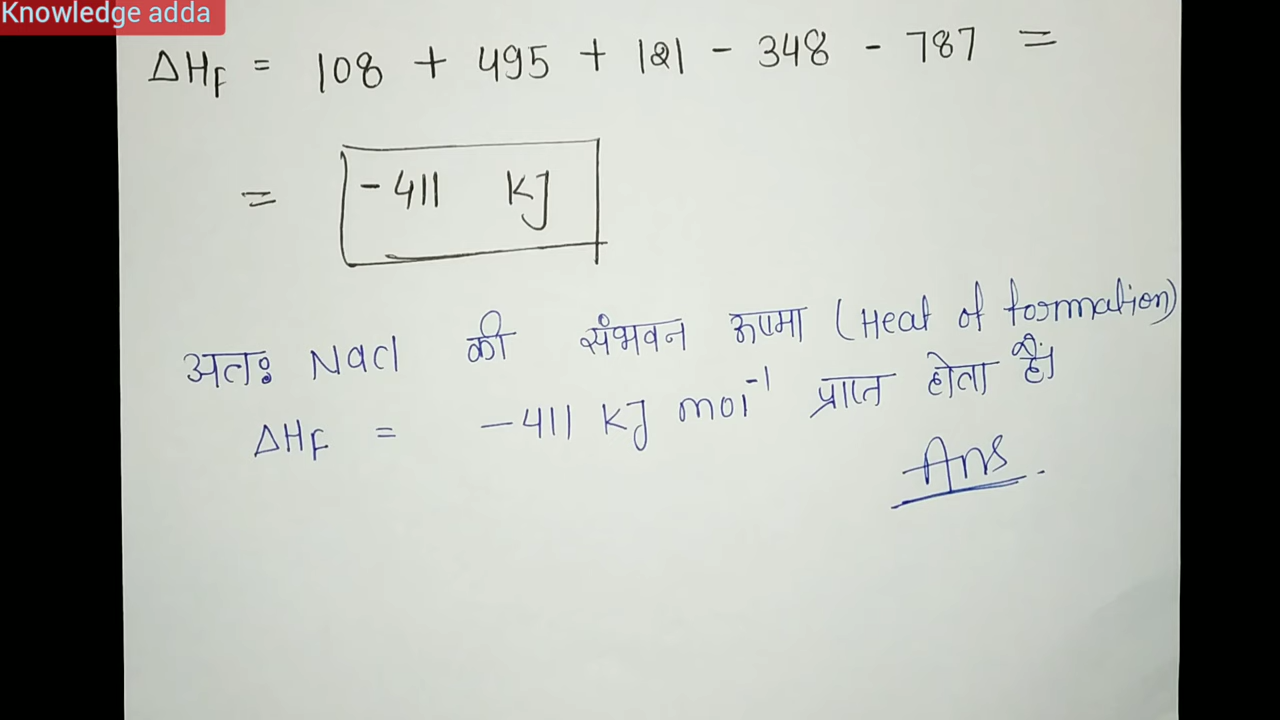 Knowledge adda
ΔHF = 108 + 495 + 121 - 348 - 787 =
= -411 KJ
अतः Nacl की संभवन ऊष्मा (Heat of formation)
ΔHF = -411 KJ mol⁻¹ प्राप्त होता है।
Ans.